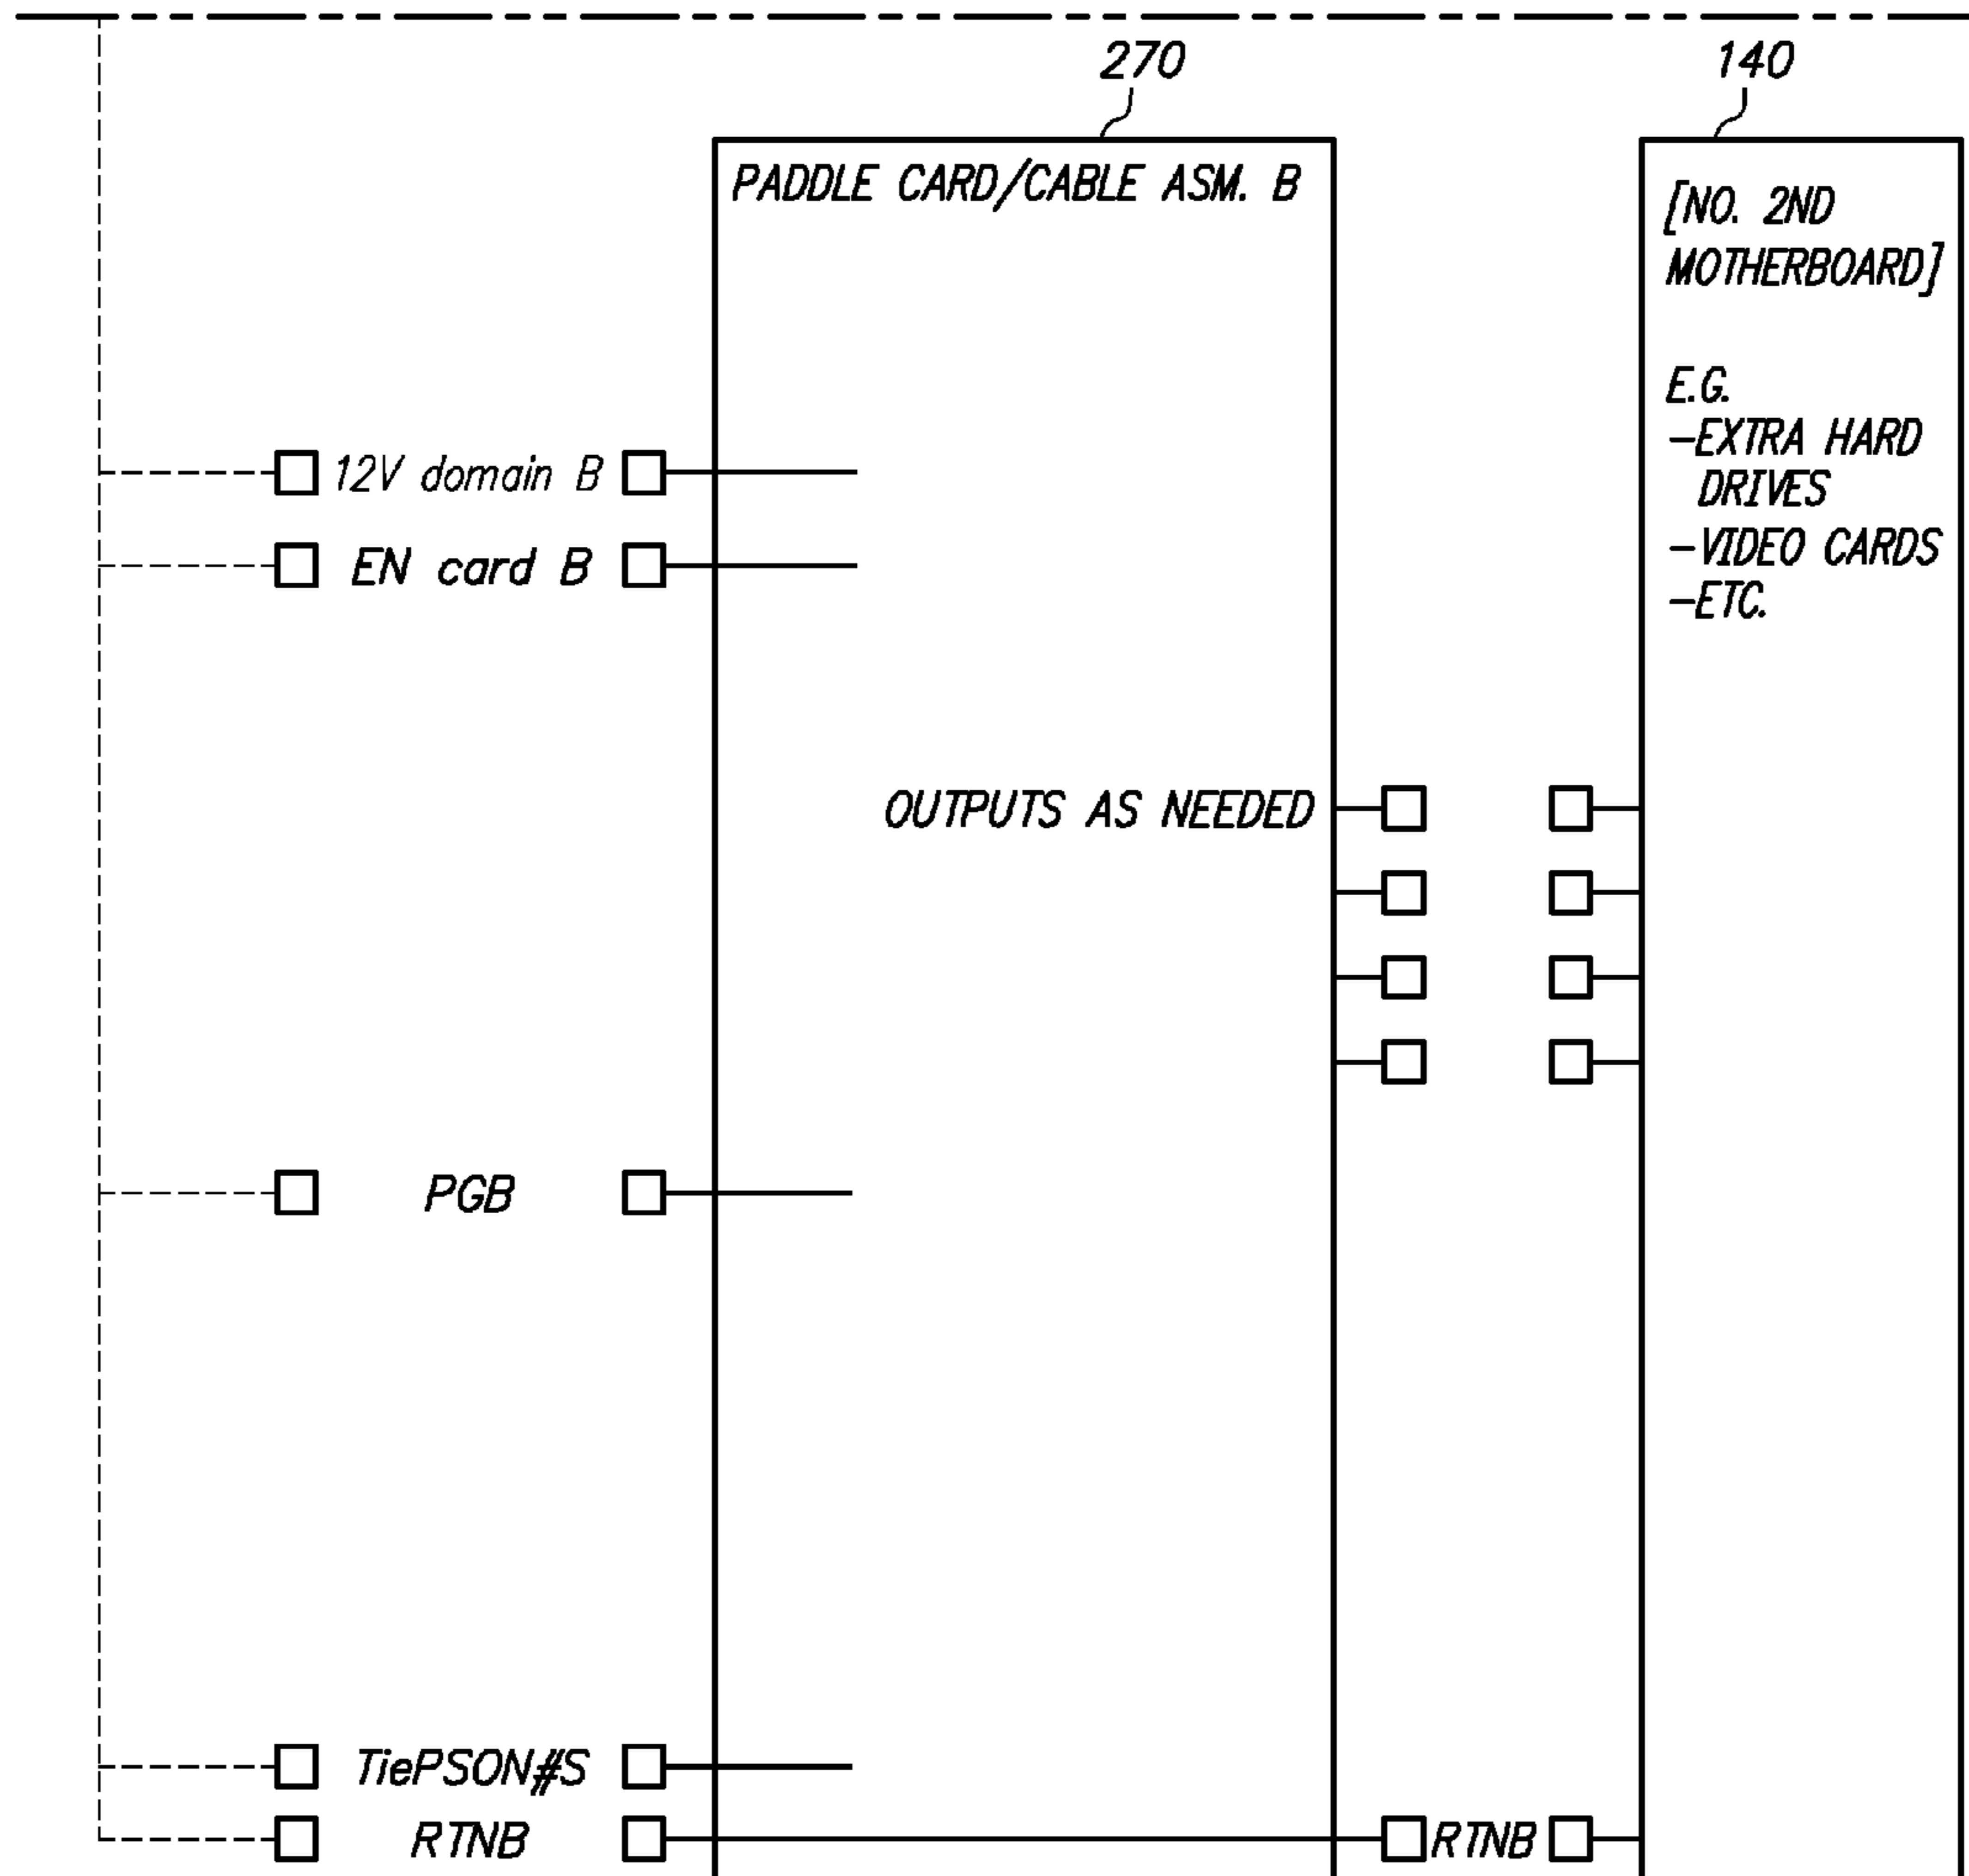 270
140
PADDLE CARD/CABLE ASM. B
[NO. 2ND
MOTHERBOARD]
E.G.
-EXTRA HARD
DRIVES
-VIDEO CARDS
-ETC.
12V domain B
EN card B
OUTPUTS AS NEEDED
PGB
TiePSON#S
RTNB
RTNB